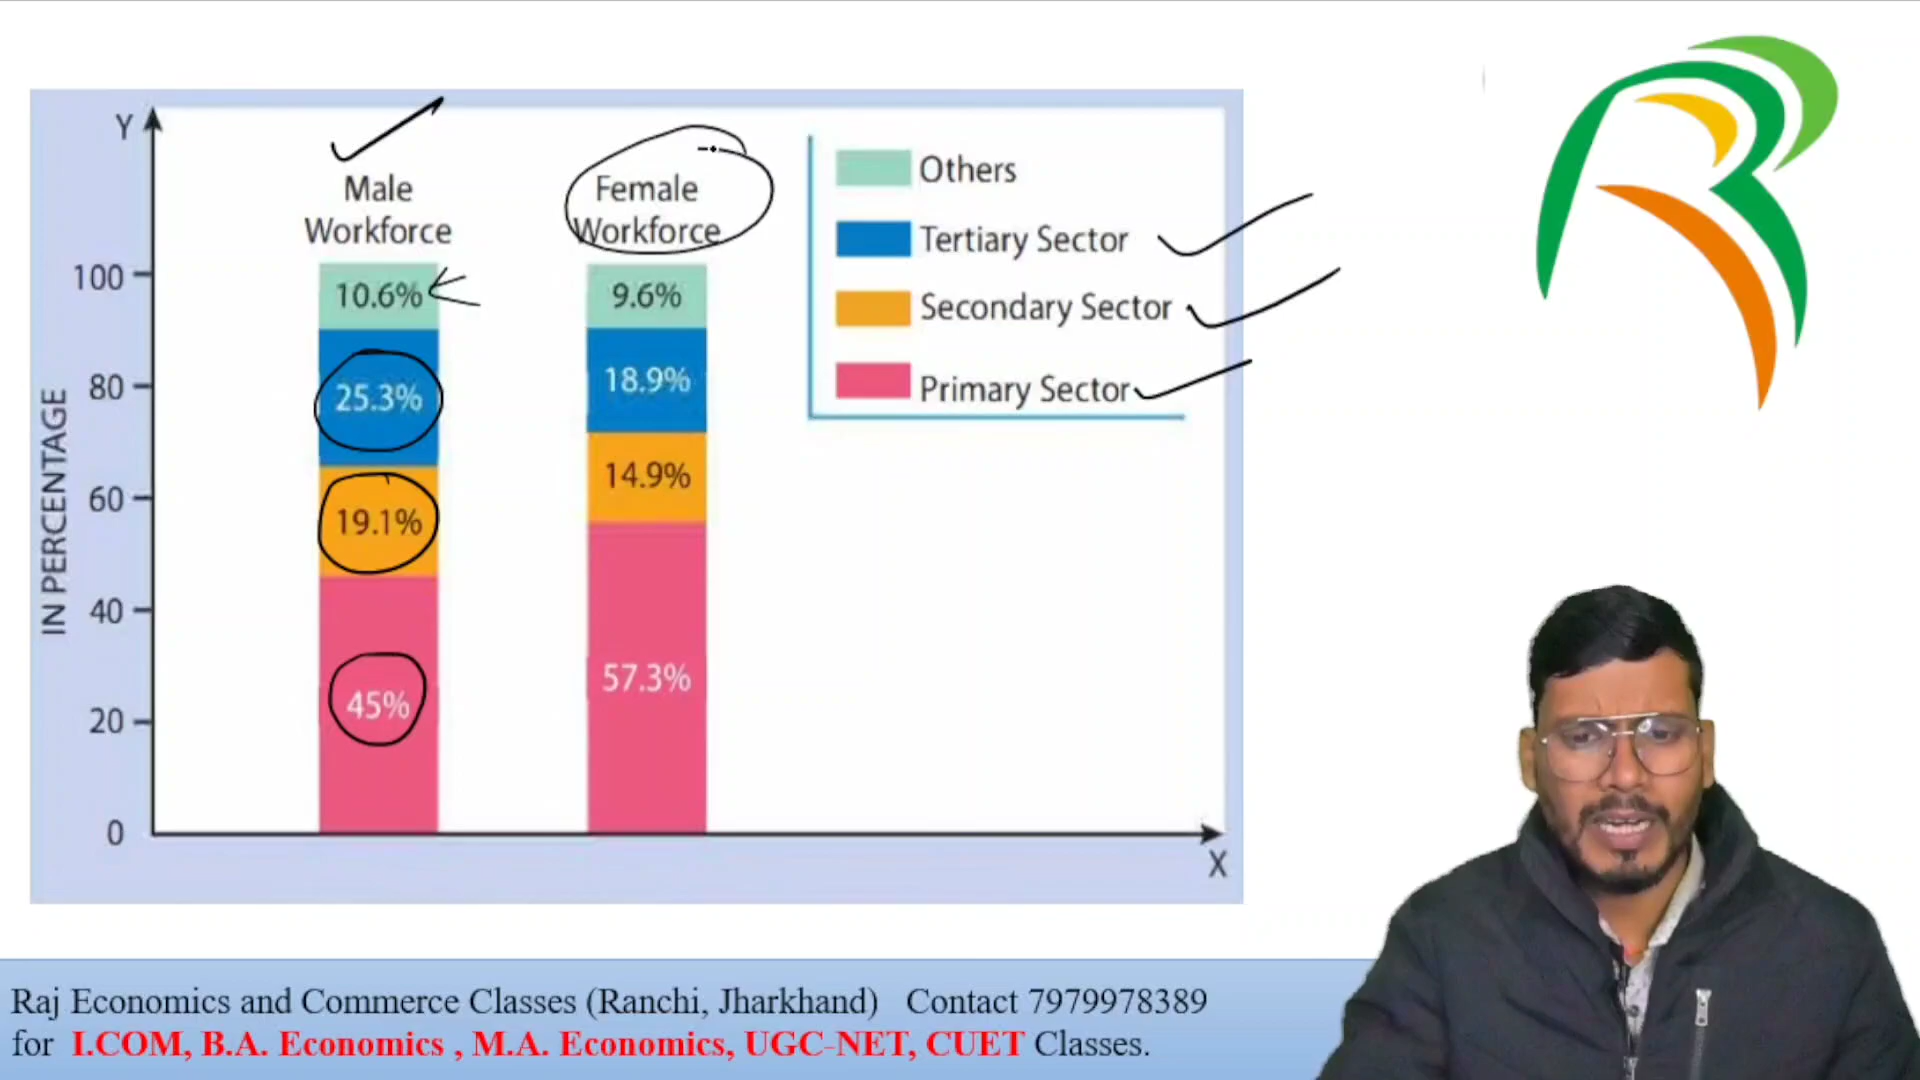 Y
Male
Workforce
Female
Workforce
Others
Tertiary Sector
Secondary Sector
Primary Sector
IN PERCENTAGE
100
80
60
40
20
0
10.6%
25.3%
19.1%
45%
9.6%
18.9%
14.9%
57.3%
X
Raj Economics and Commerce Classes (Ranchi, Jharkhand) Contact 7979978389
for I.COM, B.A. Economics , M.A. Economics, UGC-NET, CUET Classes.